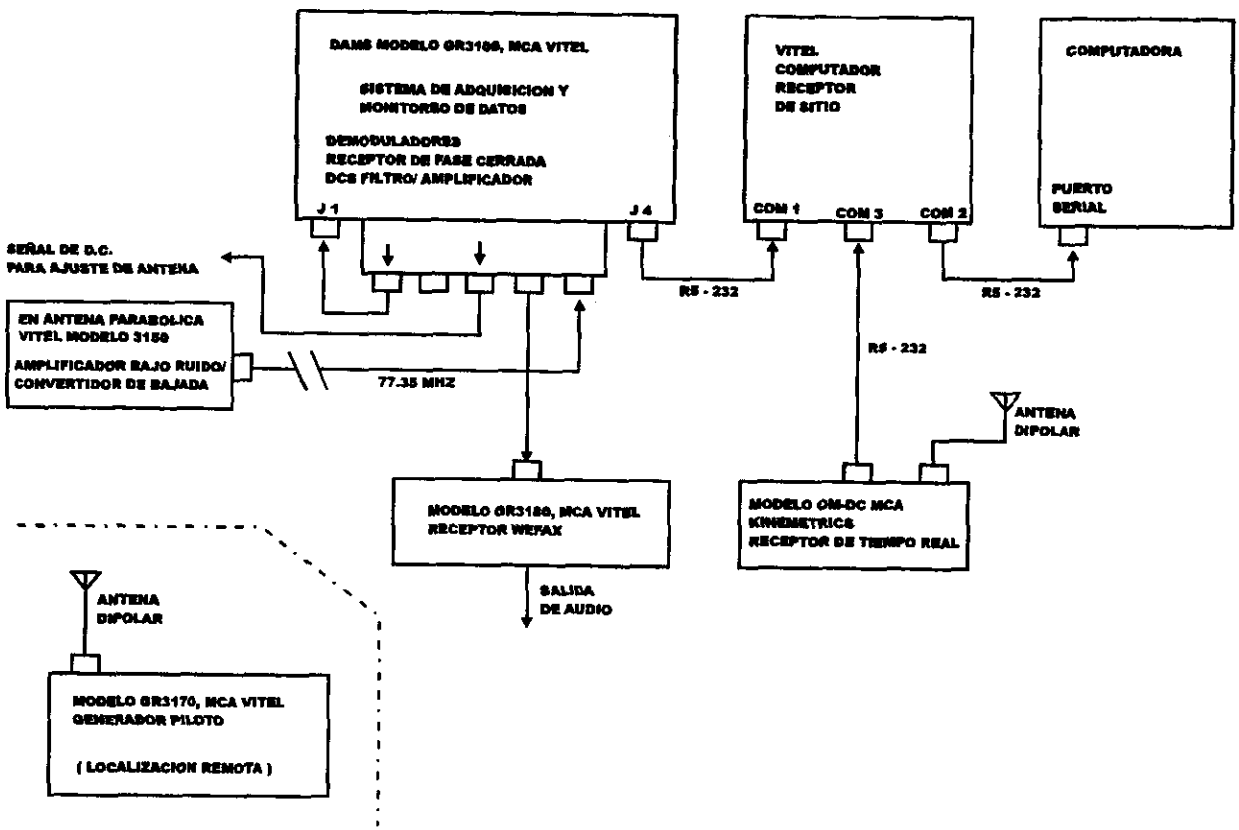 DAMS MODELO GR3100, MCA VITEL
SISTEMA DE ADQUISICION Y
MONITOREO DE DATOS
DEMODULADORES
RECEPTOR DE FASE CERRADA
DCS FILTRO/ AMPLIFICADOR
J 1
J 4
VITEL
COMPUTADOR
RECEPTOR
DE SITIO
COM 1
COM 3
COM 2
COMPUTADORA
PUERTO
SERIAL
SEÑAL DE D.C.
PARA AJUSTE DE ANTENA
RS - 232
RS - 232
EN ANTENA PARABOLICA
VITEL MODELO 3150
AMPLIFICADOR BAJO RUIDO/
CONVERTIDOR DE BAJADA
77.35 MHZ
RS - 232
ANTENA
DIPOLAR
MODELO GR3180, MCA VITEL
RECEPTOR WEFAX
MODELO OM-DC MCA
KINEMETRICS
RECEPTOR DE TIEMPO REAL
SALIDA
DE AUDIO
ANTENA
DIPOLAR
MODELO GR3170, MCA VITEL
GENERADOR PILOTO
( LOCALIZACION REMOTA )